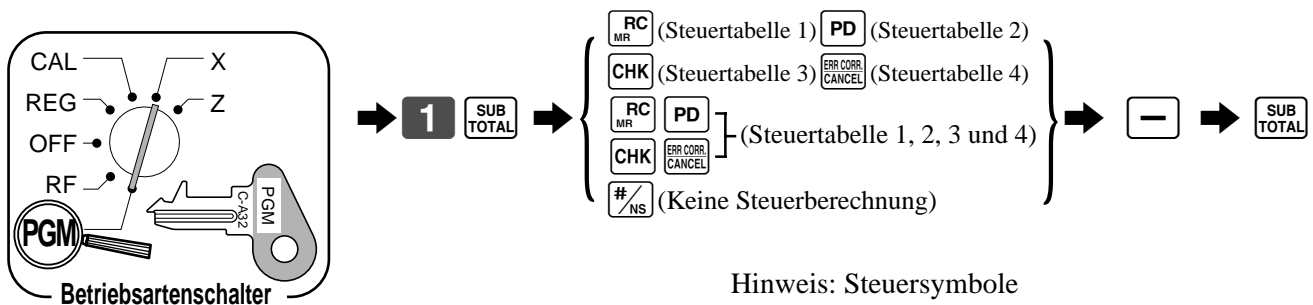 CAL
X
REG
Z
OFF
RF
PGM
C-A32
PGM
Betriebsartenschalter
1
SUB TOTAL
RC MR (Steuertabelle 1) PD (Steuertabelle 2)
CHK (Steuertabelle 3) ERR CORR. CANCEL (Steuertabelle 4)
RC MR PD
(Steuertabelle 1, 2, 3 und 4)
CHK ERR CORR. CANCEL
#/NS (Keine Steuerberechnung)
−
SUB TOTAL
Hinweis: Steuersymbole